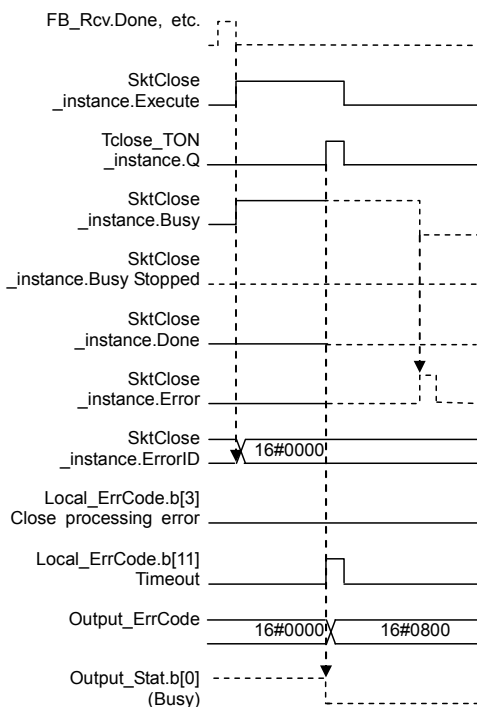 FB_Rcv.Done, etc.
SktClose
_instance.Execute
Tclose_TON
_instance.Q
SktClose
_instance.Busy
SktClose
_instance.Busy Stopped
SktClose
_instance.Done
SktClose
_instance.Error
SktClose
_instance.ErrorID
16#0000
Local_ErrCode.b[3]
Close processing error
Local_ErrCode.b[11]
Timeout
Output_ErrCode
16#0000
16#0800
Output_Stat.b[0]
(Busy)